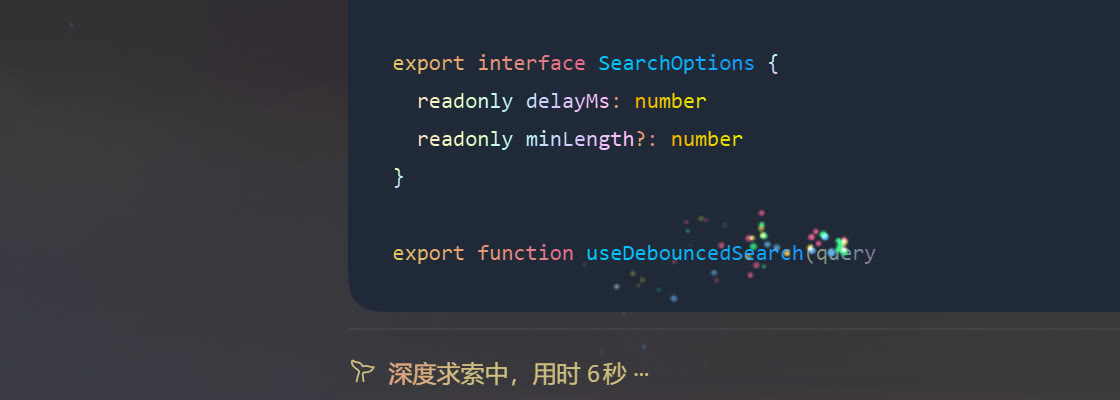 export interface SearchOptions {
  readonly delayMs: number
  readonly minLength?: number
}
export function useDebouncedSearch(query
深度求索中，用时 6秒 ···